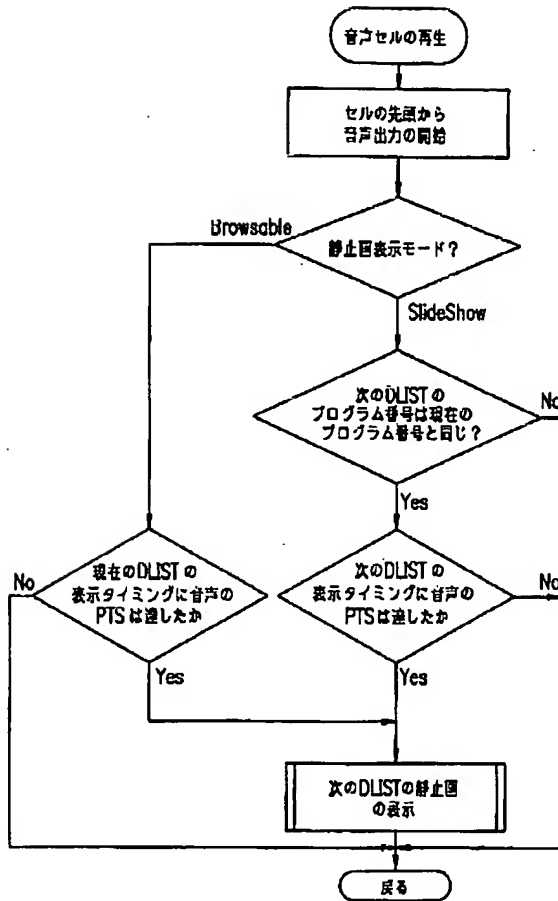 音声セルの再生
セルの先頭から
音声出力の開始
Browsable
静止画表示モード?
SlideShow
次のDLISTの
プログラム番号は現在の
プログラム番号と同じ?
No
Yes
No
現在のDLISTの
表示タイミングに音声の
PTSは達したか
次のDLISTの
表示タイミングに音声の
PTSは達したか
No
Yes
Yes
次のDLISTの静止画
の表示
戻る